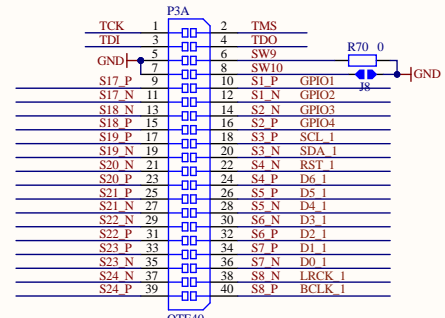 P3A
TCK 1 2 TMS
TDI 3 4 TDO
GND 5 6 SW9 R70 0
7 8 SW10 J8 GND
S17_P 9 10 S1_P GPIO1
S17_N 11 12 S1_N GPIO2
S18_N 13 14 S2_N GPIO3
S18_P 15 16 S2_P GPIO4
S19_P 17 18 S3_P SCL_1
S19_N 19 20 S3_N SDA_1
S20_N 21 22 S4_N RST_1
S20_P 23 24 S4_P D6_1
S21_P 25 26 S5_P D5_1
S21_N 27 28 S5_N D4_1
S22_N 29 30 S6_N D3_1
S22_P 31 32 S6_P D2_1
S23_P 33 34 S7_P D1_1
S23_N 35 36 S7_N D0_1
S24_N 37 38 S8_N LRCK_1
S24_P 39 40 S8_P BCLK_1